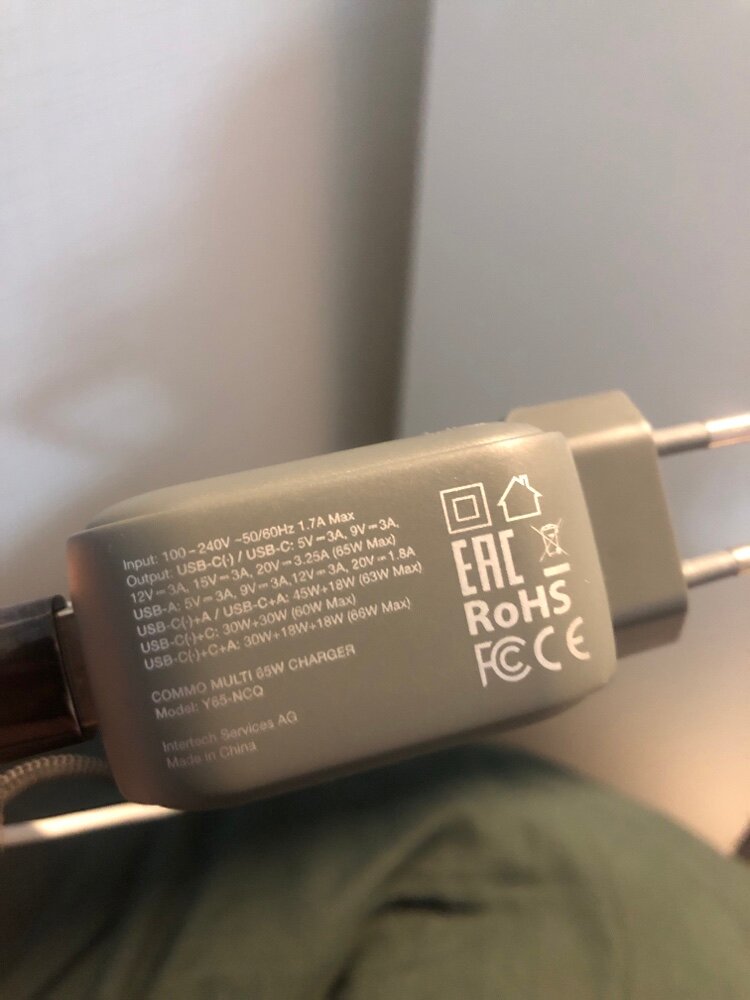 Input: 100-240V ~50/60Hz 1.7A Max
Output: USB-C(·) / USB-C: 5V⎓3A, 9V⎓3A,
12V⎓3A, 15V⎓3A, 20V⎓3.25A (65W Max)
USB-A: 5V⎓3A, 9V⎓3A,12V⎓3A, 20V⎓1.8A
USB-C(·)+A / USB-C+A: 45W+18W (63W Max)
USB-C(·)+C: 30W+30W (60W Max)
USB-C(·)+C+A: 30W+18W+18W (66W Max)
COMMO MULTI 65W CHARGER
Model: Y65-NCQ
Intertech Services AG
Made in China
EAC
RoHS
FC CE